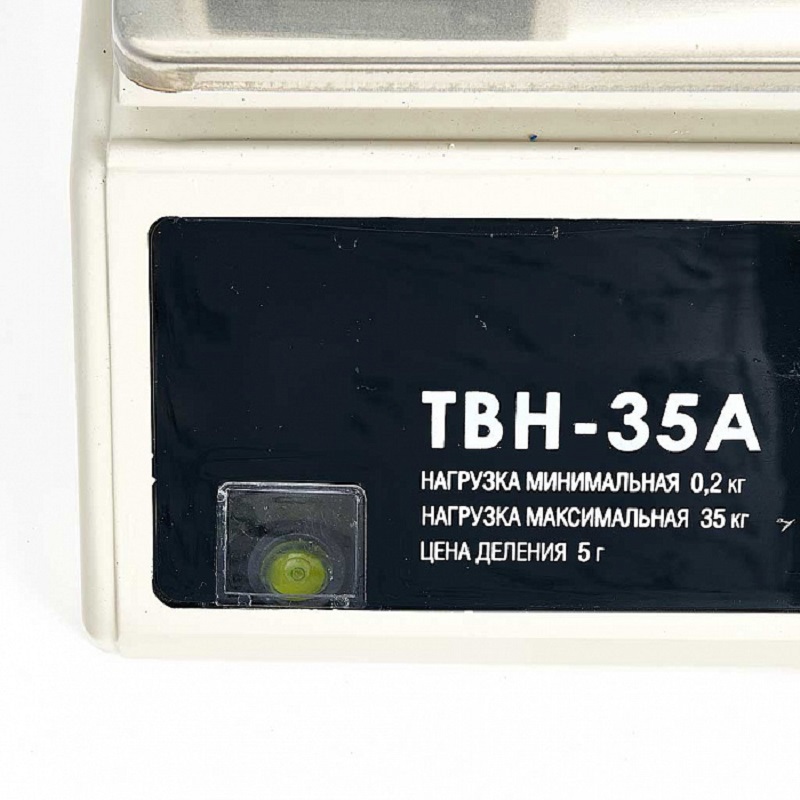 ТВН-35А
НАГРУЗКА МИНИМАЛЬНАЯ 0,2 кг
НАГРУЗКА МАКСИМАЛЬНАЯ 35 кг
ЦЕНА ДЕЛЕНИЯ 5 г